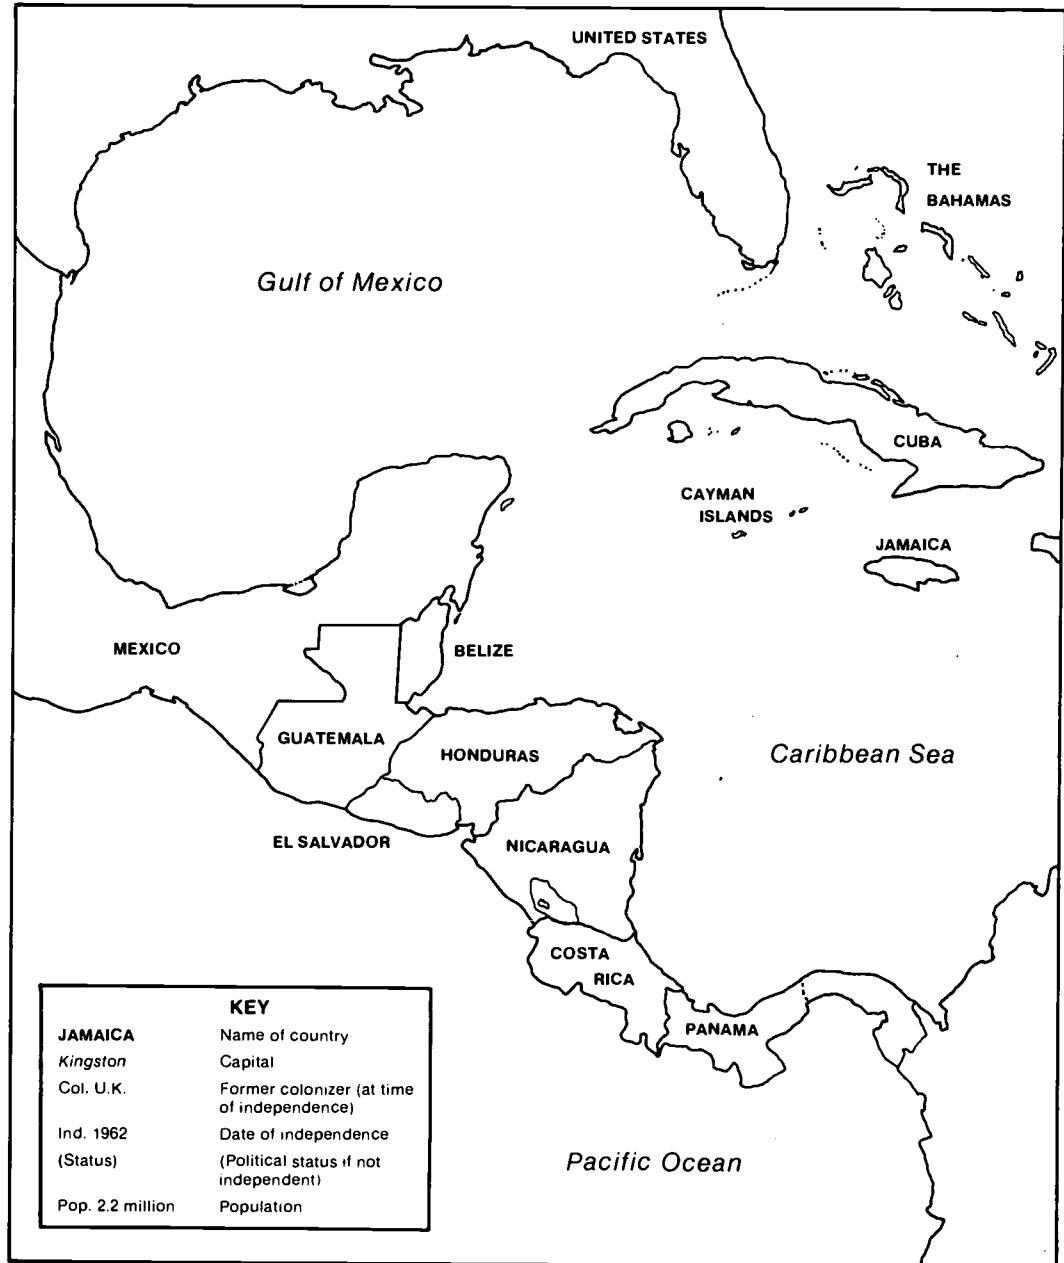 UNITED STATES
THE
BAHAMAS
Gulf of Mexico
CUBA
CAYMAN
ISLANDS
JAMAICA
MEXICO
BELIZE
GUATEMALA
HONDURAS
Caribbean Sea
EL SALVADOR
NICARAGUA
COSTA
RICA
PANAMA
KEY
JAMAICA Name of country
Kingston Capital
Col. U.K. Former colonizer (at time
of independence)
Ind. 1962 Date of independence
(Status) (Political status if not
independent)
Pop. 2.2 million Population
Pacific Ocean